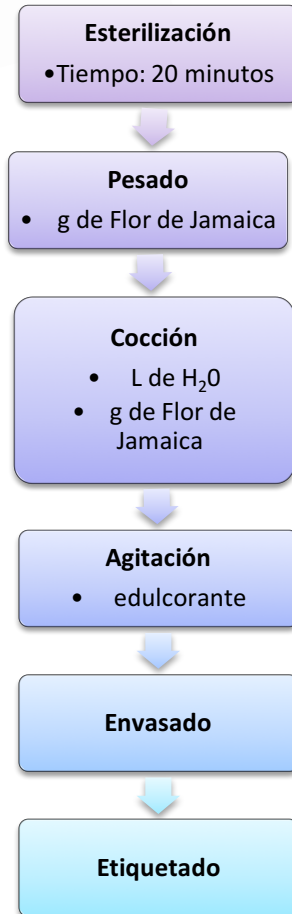 Esterilización
•Tiempo: 20 minutos
Pesado
• g de Flor de Jamaica
Cocción
• L de H₂0
• g de Flor de
Jamaica
Agitación
• edulcorante
Envasado
Etiquetado